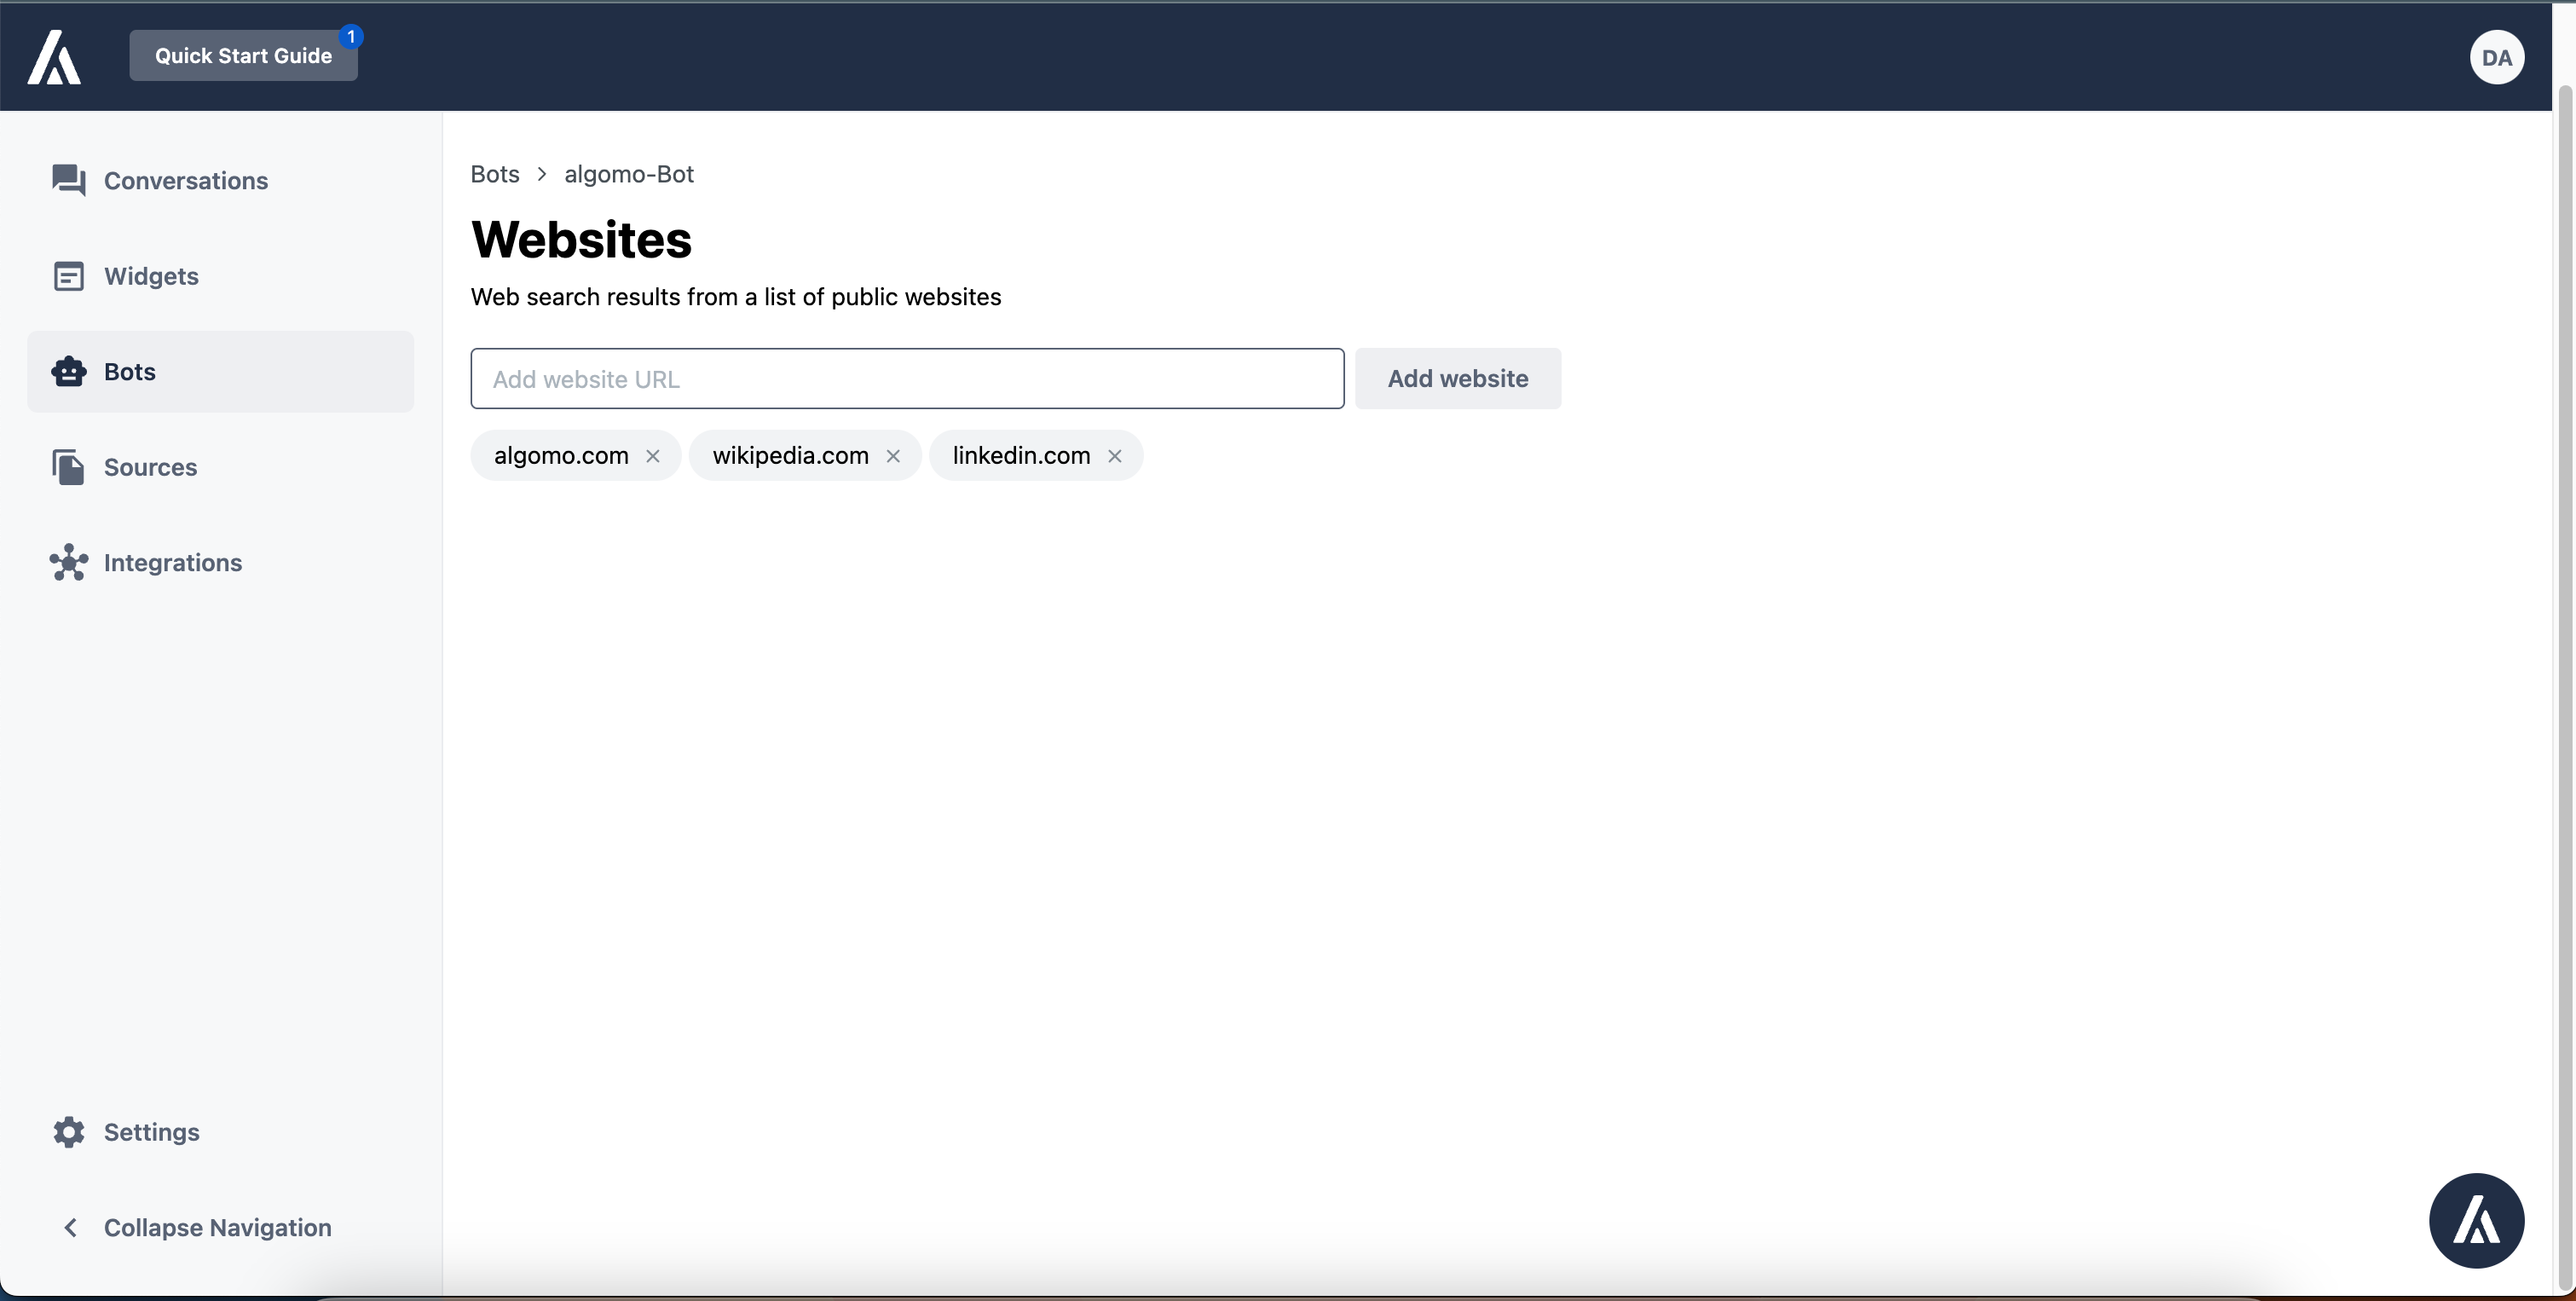 Quick Start Guide
1
DA
Conversations
Widgets
Bots
Sources
Integrations
Settings
Collapse Navigation
Bots > algomo-Bot
Websites
Web search results from a list of public websites
Add website URL
Add website
algomo.com × wikipedia.com × linkedin.com ×